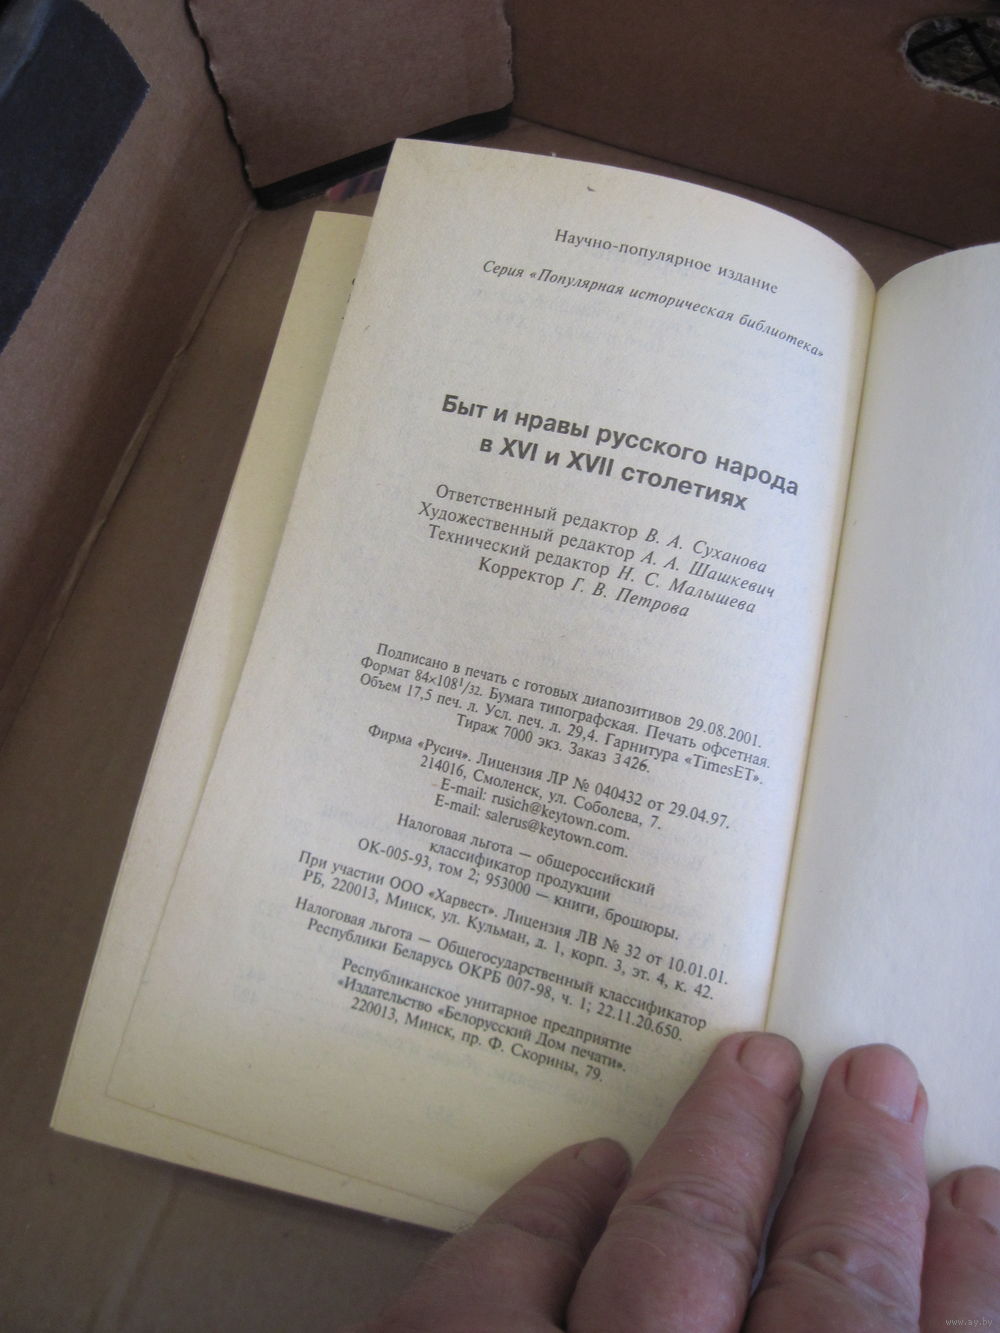 Научно-популярное издание
Серия «Популярная историческая библиотека»
Быт и нравы русского народа
в XVI и XVII столетиях
Ответственный редактор В. А. Суханова
Художественный редактор А. А. Шашкевич
Технический редактор Н. С. Малышева
Корректор Г. В. Петрова
Подписано в печать с готовых диапозитивов 29.08.2001.
Формат 84×108¹/₃₂. Бумага типографская. Печать офсетная.
Объем 17,5 печ. л. Усл. печ. л. 29,4. Гарнитура «TimesET».
Тираж 7000 экз. Заказ 3426.
Фирма «Русич». Лицензия ЛР № 040432 от 29.04.97.
214016, Смоленск, ул. Соболева, 7.
E-mail: rusich@keytown.com.
E-mail: salerus@keytown.com.
Налоговая льгота — общероссийский
классификатор продукции
ОК-005-93, том 2; 953000 — книги, брошюры.
При участии ООО «Харвест». Лицензия ЛВ № 32 от 10.01.01.
РБ, 220013, Минск, ул. Кульман, д. 1, корп. 3, эт. 4, к. 42.
Налоговая льгота — Общегосударственный классификатор
Республики Беларусь ОКРБ 007-98, ч. 1; 22.11.20.650.
Республиканское унитарное предприятие
«Издательство «Белорусский Дом печати».
220013, Минск, пр. Ф. Скорины, 79.
www.ay.by